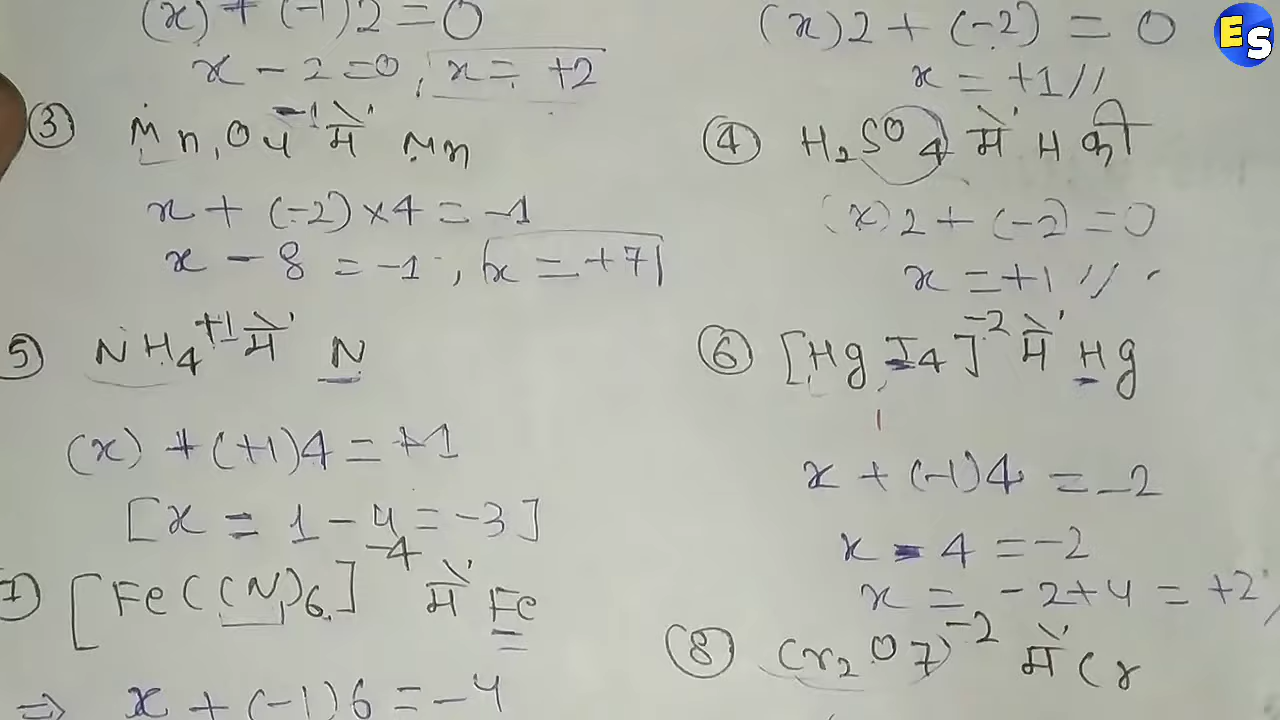 (x) + (-1)2 = 0
x - 2 = 0, x = +2
③ MnO4⁻¹ में Mn
x + (-2)×4 = -1
x - 8 = -1, x = +7
5) NH4⁺¹ में N
(x) + (+1)4 = +1
[x = 1 - 4 = -3]
7) [Fe(CN)6]⁻⁴ में Fe
⇒ x + (-1)6 = -4
(x)2 + (-2) = 0
x = +1 //
④ H2SO4 में H की
(x)2 + (-2) = 0
x = +1 //
⑥ [HgI4]⁻² में Hg
x + (-1)4 = -2
x - 4 = -2
x = -2+4 = +2
⑧ (Cr2O7)⁻² में Cr
ES